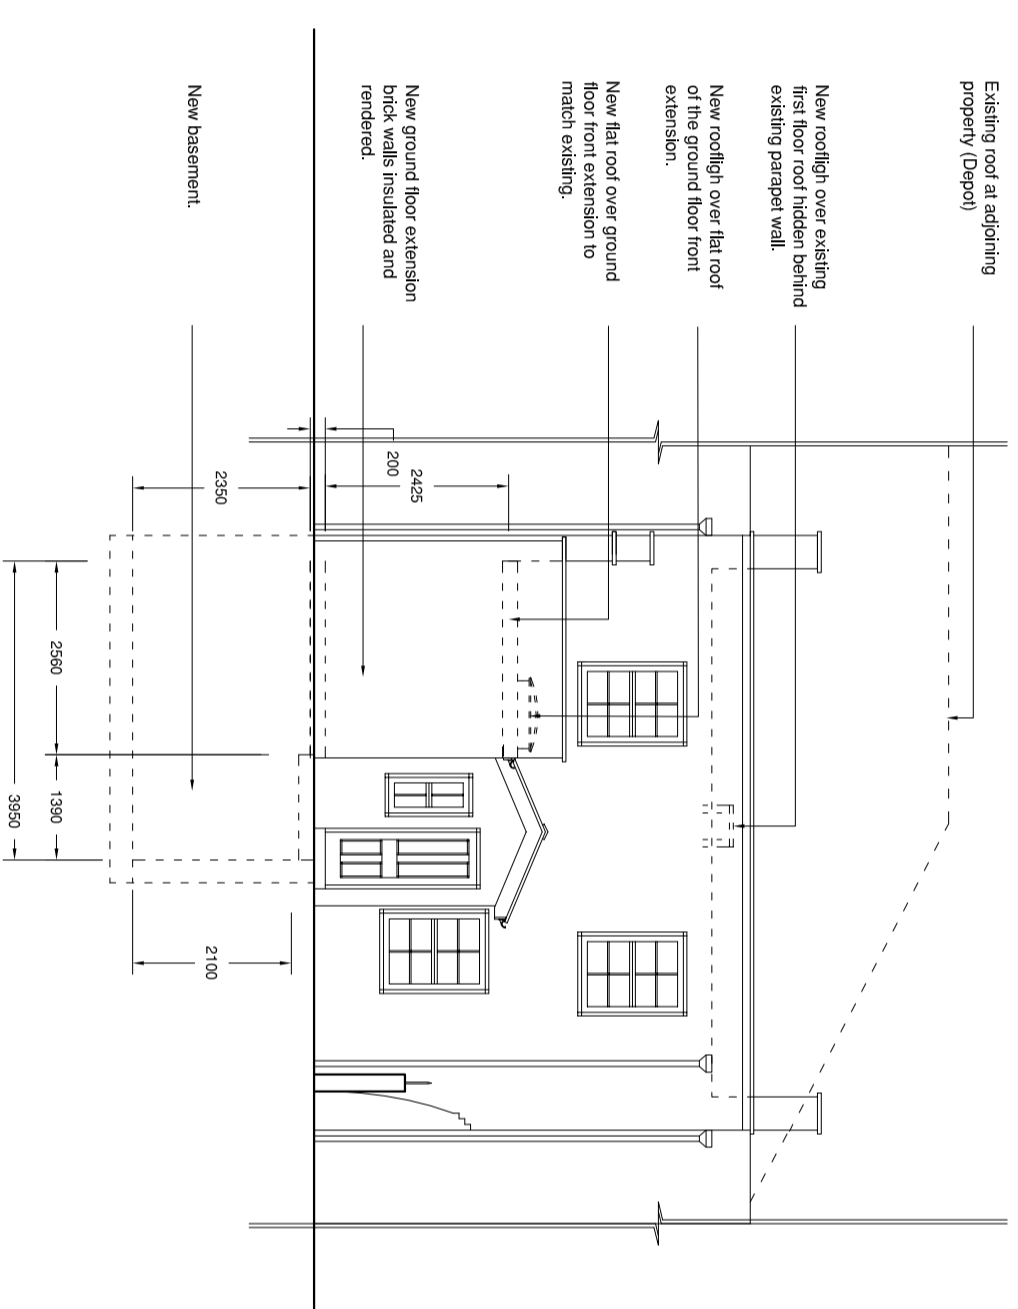 Existing roof at adjoining
property (Depot)
New roofligh over existing
first floor roof hidden behind
existing parapet wall.
New roofligh over flat roof
of the ground floor front
extension.
New flat roof over ground
floor front extension to
match existing.
New ground floor extension
brick walls insulated and
rendered.
New basement.
200
2425
2350
2560
1390
3950
2100